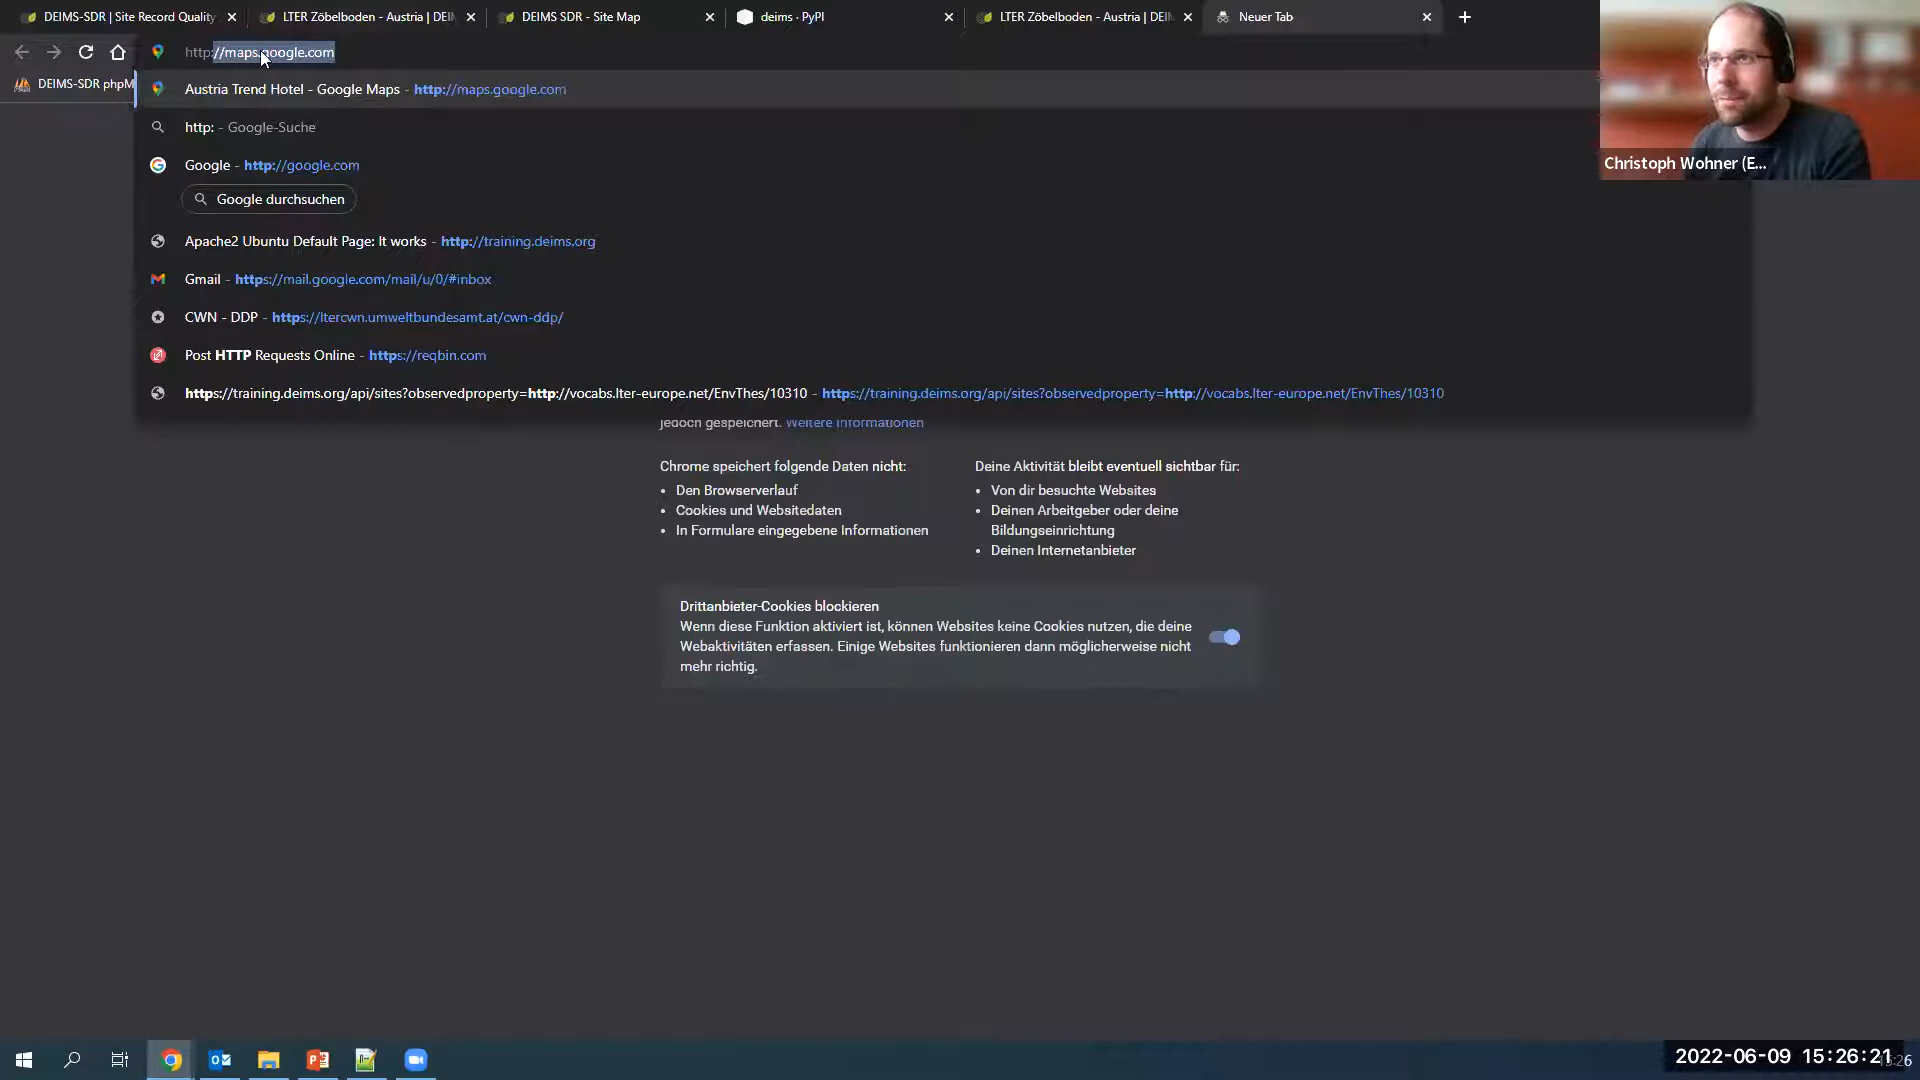 DEIMS-SDR | Site Record Quality
LTER Zöbelboden - Austria | DEI
DEIMS SDR - Site Map
deims · PyPI
LTER Zöbelboden - Austria | DEI
Neuer Tab
http://maps.google.com
DEIMS-SDR phpM
Austria Trend Hotel - Google Maps - http://maps.google.com
http: - Google-Suche
Google - http://google.com
Google durchsuchen
Apache2 Ubuntu Default Page: It works - http://training.deims.org
Gmail - https://mail.google.com/mail/u/0/#inbox
CWN - DDP - https://ltercwn.umweltbundesamt.at/cwn-ddp/
Post HTTP Requests Online - https://reqbin.com
https://training.deims.org/api/sites?observedproperty=http://vocabs.lter-europe.net/EnvThes/10310 - https://training.deims.org/api/sites?observedproperty=http://vocabs.lter-europe.net/EnvThes/10310
Christoph Wohner (E...
jedoch gespeichert. Weitere Informationen
Chrome speichert folgende Daten nicht:
• Den Browserverlauf
• Cookies und Websitedaten
• In Formulare eingegebene Informationen
Deine Aktivität bleibt eventuell sichtbar für:
• Von dir besuchte Websites
• Deinen Arbeitgeber oder deine
Bildungseinrichtung
• Deinen Internetanbieter
Drittanbieter-Cookies blockieren
Wenn diese Funktion aktiviert ist, können Websites keine Cookies nutzen, die deine
Webaktivitäten erfassen. Einige Websites funktionieren dann möglicherweise nicht
mehr richtig.
2022-06-09 15:26:21